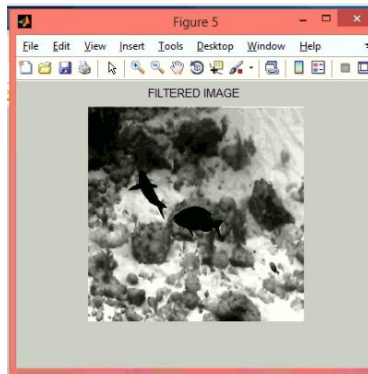 Figure 5
File Edit View Insert Tools Desktop Window Help
FILTERED IMAGE